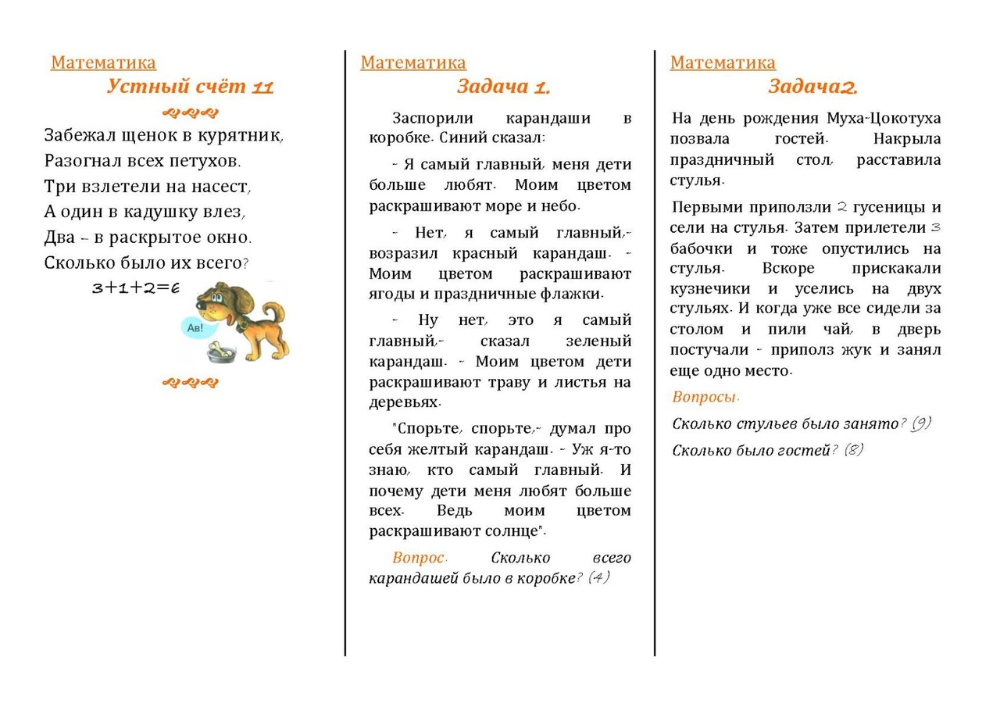 Математика
Устный счёт 11
Забежал щенок в курятник,
Разогнал всех петухов.
Три взлетели на насест,
А один в кадушку влез,
Два – в раскрытое окно.
Сколько было их всего?
3+1+2=6
Ав!
Математика
Задача 1.
Заспорили карандаши в
коробке. Синий сказал:
- Я самый главный, меня дети
больше любят. Моим цветом
раскрашивают море и небо.
- Нет, я самый главный,-
возразил красный карандаш. -
Моим цветом раскрашивают
ягоды и праздничные флажки.
- Ну нет, это я самый
главный,- сказал зеленый
карандаш. - Моим цветом дети
раскрашивают траву и листья на
деревьях.
"Спорьте, спорьте,- думал про
себя желтый карандаш. - Уж я-то
знаю, кто самый главный. И
почему дети меня любят больше
всех. Ведь моим цветом
раскрашивают солнце".
Вопрос. Сколько всего
карандашей было в коробке? (4)
Математика
Задача2.
На день рождения Муха-Цокотуха
позвала гостей. Накрыла
праздничный стол, расставила
стулья.
Первыми приползли 2 гусеницы и
сели на стулья. Затем прилетели 3
бабочки и тоже опустились на
стулья. Вскоре прискакали
кузнечики и уселись на двух
стульях. И когда уже все сидели за
столом и пили чай, в дверь
постучали - приполз жук и занял
еще одно место.
Вопросы.
Сколько стульев было занято? (9)
Сколько было гостей? (8)